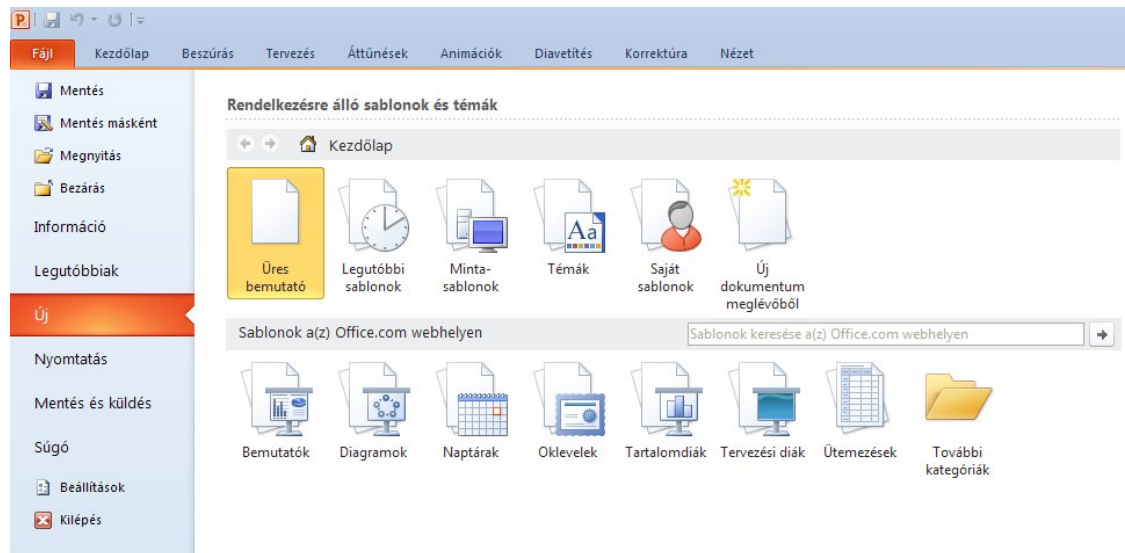 Fájl Kezdőlap Beszúrás Tervezés Áttűnések Animációk Diavetítés Korrektúra Nézet
Mentés
Mentés másként
Megnyitás
Bezárás
Információ
Legutóbbiak
Új
Nyomtatás
Mentés és küldés
Súgó
Beállítások
Kilépés
Rendelkezésre álló sablonok és témák
Kezdőlap
Üres
bemutató
Legutóbbi
sablonok
Minta-
sablonok
Témák
Saját
sablonok
Új
dokumentum
meglévőből
Sablonok a(z) Office.com webhelyen
Sablonok keresése a(z) Office.com webhelyen
Bemutatók
Diagramok
Naptárak
Oklevelek
Tartalomdiák
Tervezési diák
Ütemezések
További
kategóriák